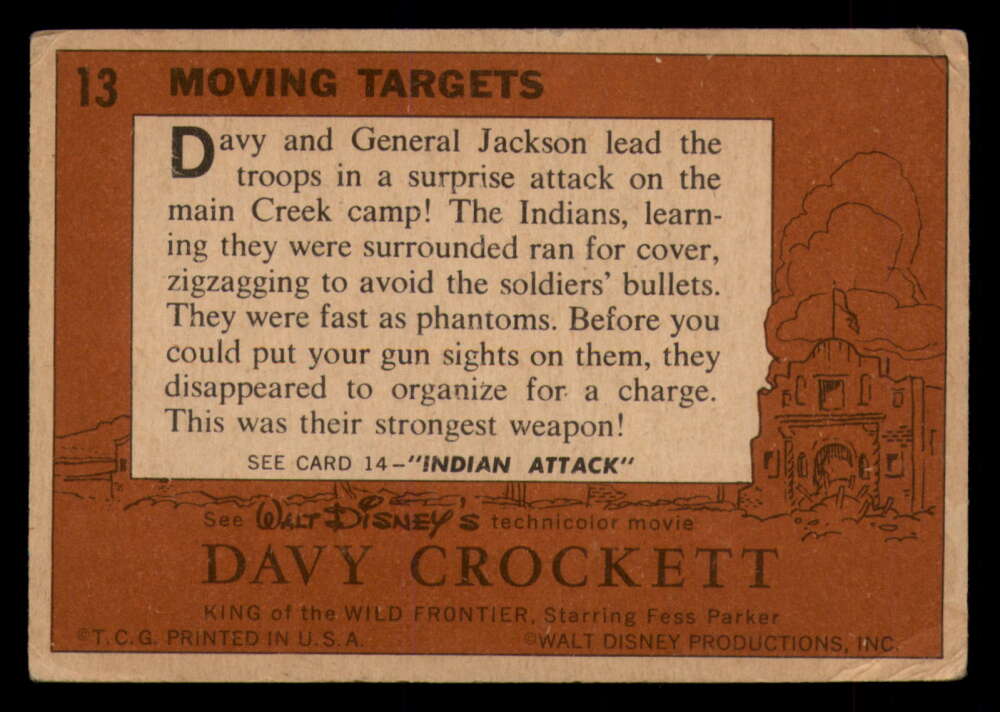 13 MOVING TARGETS
Davy and General Jackson lead the
troops in a surprise attack on the
main Creek camp! The Indians, learn-
ing they were surrounded ran for cover,
zigzagging to avoid the soldiers' bullets.
They were fast as phantoms. Before you
could put your gun sights on them, they
disappeared to organize for a charge.
This was their strongest weapon!
SEE CARD 14-"INDIAN ATTACK"
See WALT DISNEY'S technicolor movie
DAVY CROCKETT
KING of the WILD FRONTIER, Starring Fess Parker
©T.C.G. PRINTED IN U.S.A. ©WALT DISNEY PRODUCTIONS, INC.